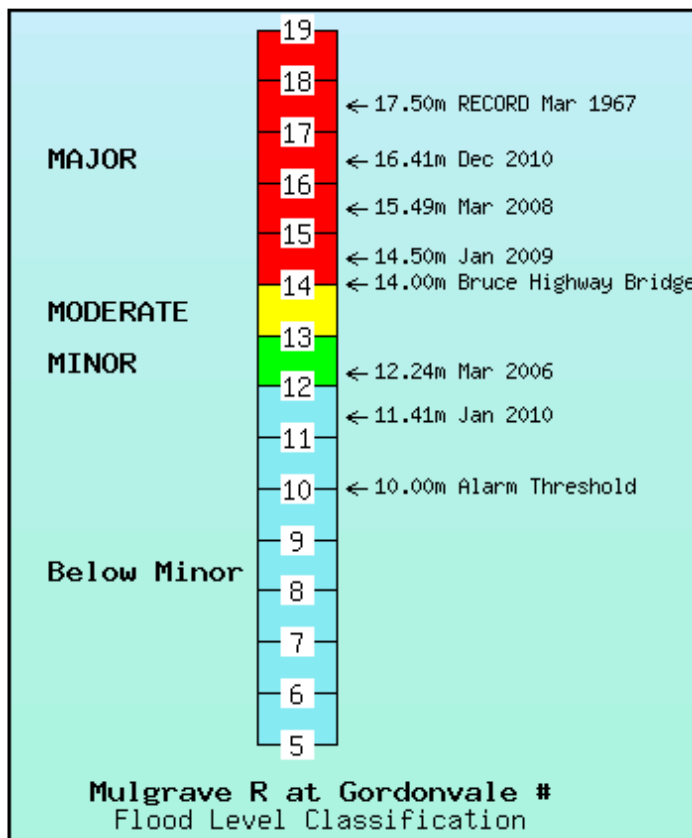 19
18
← 17.50m RECORD Mar 1967
17
MAJOR
← 16.41m Dec 2010
16
← 15.49m Mar 2008
15
← 14.50m Jan 2009
14
← 14.00m Bruce Highway Bridge
MODERATE
13
MINOR
← 12.24m Mar 2006
12
← 11.41m Jan 2010
11
10
← 10.00m Alarm Threshold
9
Below Minor
8
7
6
5
Mulgrave R at Gordonvale #
Flood Level Classification